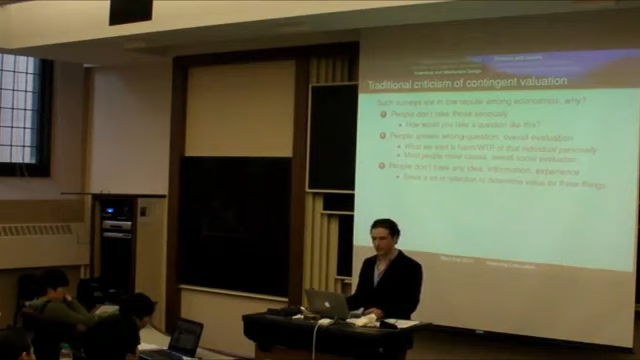 Traditional criticism of contingent valuation
Such surveys are in low repute among economists, why?
People don't take those seriously
How would you take a question like this?
People answer wrong question, overall evaluation
What we want is harm/WTP of that individual personally
Most people make causal, overall social evaluation
People don't have any idea, information, experience
Takes a lot of reflection to determine value for these things